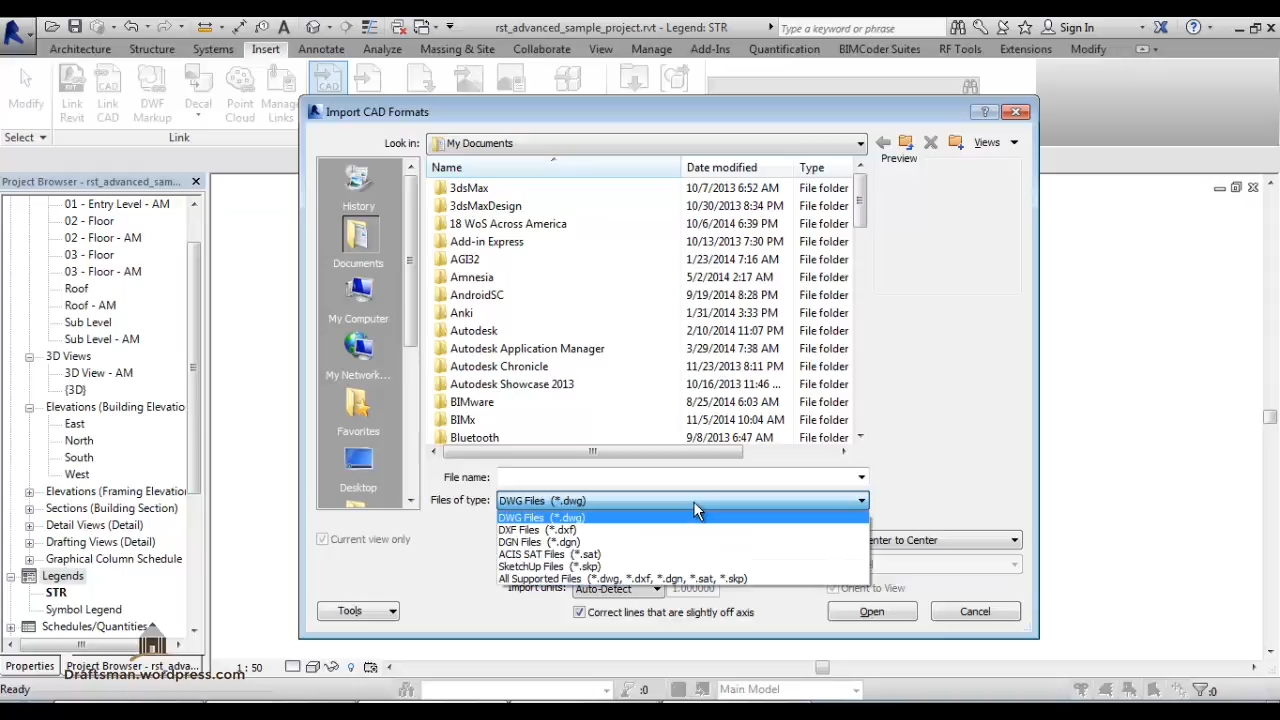 rst_advanced_sample_project.rvt - Legend: STR
Type a keyword or phrase
Sign In
Architecture Structure Systems Insert Annotate Analyze Massing & Site Collaborate View Manage Add-Ins Quantification BIMCoder Suites RF Tools Extensions Modify
Modify
Link Revit
Link CAD
DWF Markup
Decal
Point Cloud
Manage Links
CAD
Select
Link
Import CAD Formats
Look in: My Documents
Views
Preview
Name Date modified Type
3dsMax 10/7/2013 6:52 AM File folder
3dsMaxDesign 10/30/2013 8:34 PM File folder
18 WoS Across America 10/6/2014 6:39 PM File folder
Add-in Express 10/13/2013 7:30 PM File folder
AGI32 1/23/2014 7:16 AM File folder
Amnesia 5/2/2014 2:17 AM File folder
AndroidSC 9/19/2014 8:28 PM File folder
Anki 1/31/2014 3:33 PM File folder
Autodesk 2/10/2014 11:07 PM File folder
Autodesk Application Manager 3/29/2014 7:38 AM File folder
Autodesk Chronicle 11/23/2013 8:11 PM File folder
Autodesk Showcase 2013 10/16/2013 11:46 ... File folder
BIMware 8/25/2014 6:03 AM File folder
BIMx 11/5/2014 10:04 AM File folder
Bluetooth 9/8/2013 6:47 AM File folder
History
Documents
My Computer
My Network...
Favorites
Desktop
File name:
Files of type: DWG Files (*.dwg)
DWG Files (*.dwg)
DXF Files (*.dxf)
DGN Files (*.dgn)
ACIS SAT Files (*.sat)
SketchUp Files (*.skp)
All Supported Files (*.dwg, *.dxf, *.dgn, *.sat, *.skp)
Current view only
enter to Center
Import units: Auto-Detect 1.000000
Orient to View
Correct lines that are slightly off axis
Tools
Open
Cancel
Project Browser - rst_advanced_sam...
01 - Entry Level - AM
02 - Floor
02 - Floor - AM
03 - Floor
03 - Floor - AM
Roof
Roof - AM
Sub Level
Sub Level - AM
3D Views
3D View - AM
{3D}
Elevations (Building Elevatio
East
North
South
West
Elevations (Framing Elevation
Sections (Building Section)
Detail Views (Detail)
Drafting Views (Detail)
Graphical Column Schedule
Legends
STR
Symbol Legend
Schedules/Quantities
Properties
Project Browser - rst_adva...
1 : 50
Draftsman.wordpress.com
Ready
:0
Main Model
:0